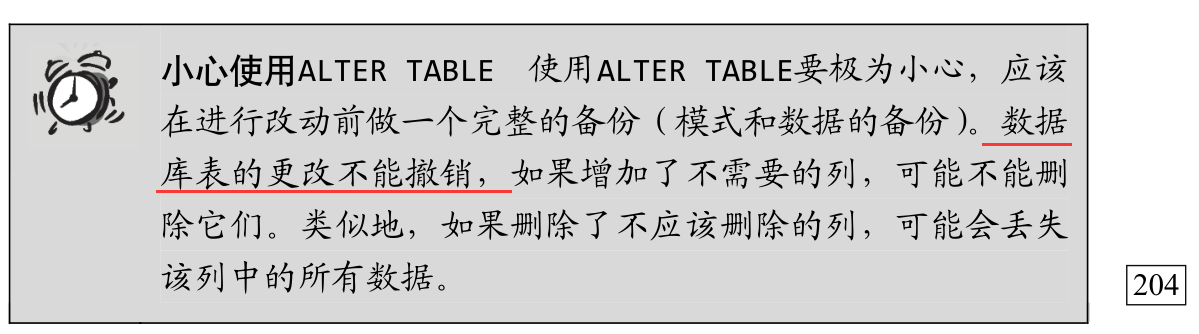 小心使用ALTER TABLE 使用ALTER TABLE要极为小心，应该
在进行改动前做一个完整的备份（模式和数据的备份）。数据
库表的更改不能撤销，如果增加了不需要的列，可能不能删
除它们。类似地，如果删除了不应该删除的列，可能会丢失
该列中的所有数据。
204